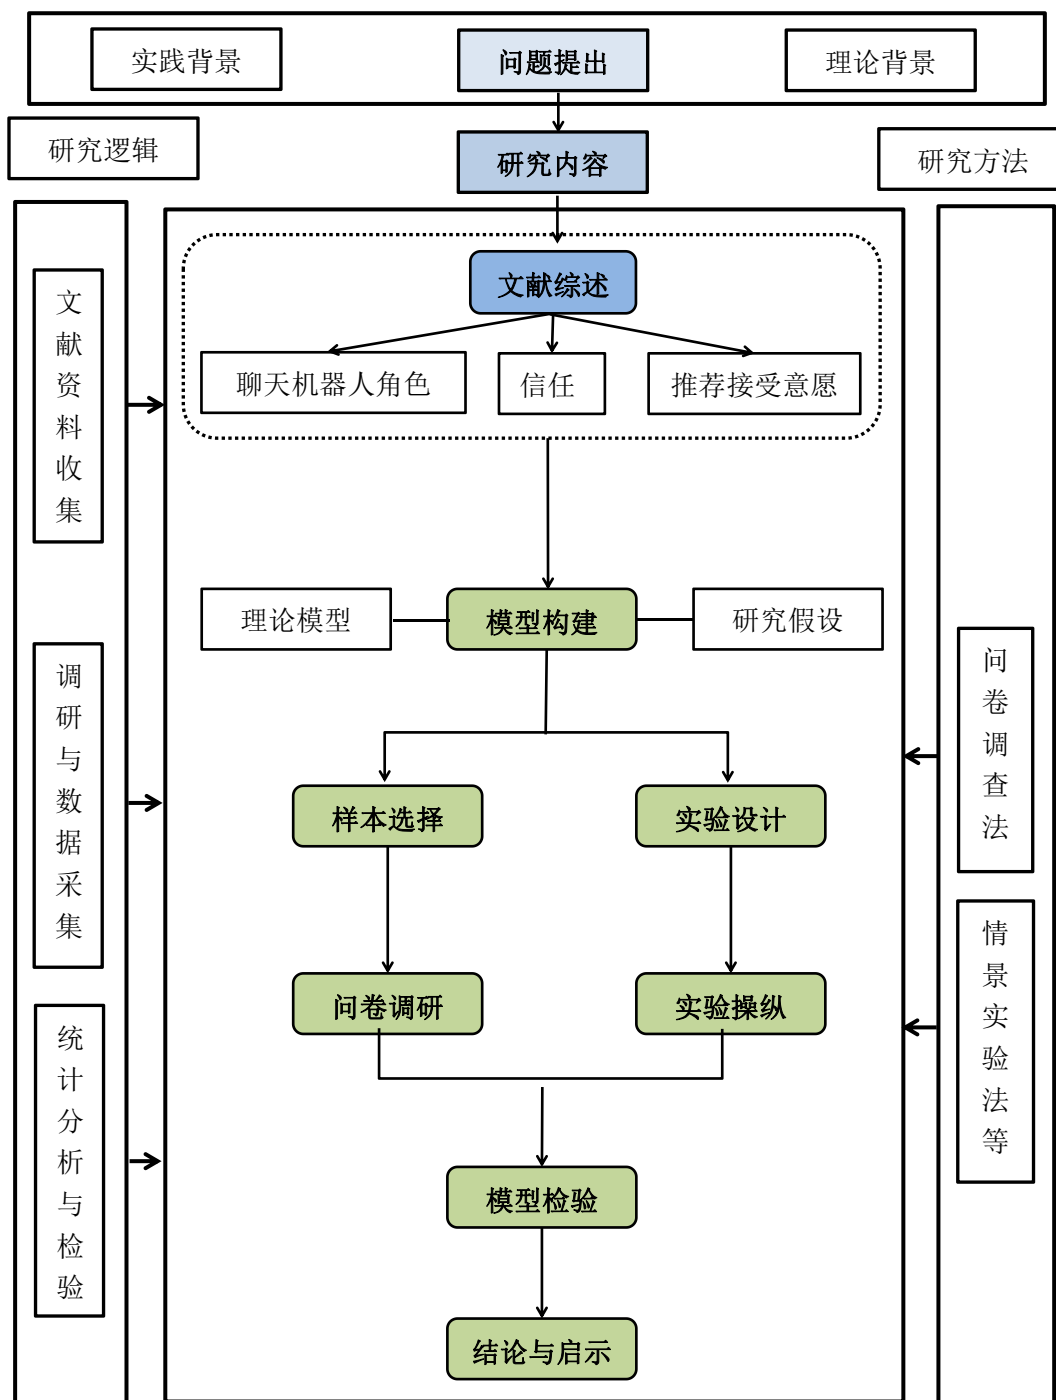 实践背景
问题提出
理论背景
研究逻辑
研究内容
研究方法
文献综述
聊天机器人角色
信任
推荐接受意愿
文献资料收集
理论模型
模型构建
研究假设
调研与数据采集
问卷调查法
样本选择
实验设计
问卷调研
实验操纵
情景实验法等
统计分析与检验
模型检验
结论与启示